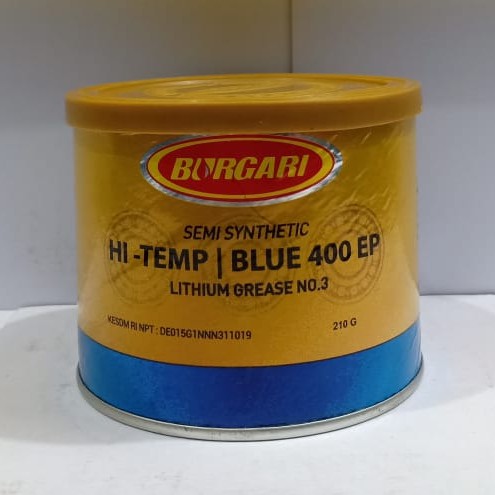 BURGARI
SEMI SYNTHETIC
HI-TEMP | BLUE 400 EP
LITHIUM GREASE NO.3
KESDM RI NPT : DE015G1NNN311019
210 G